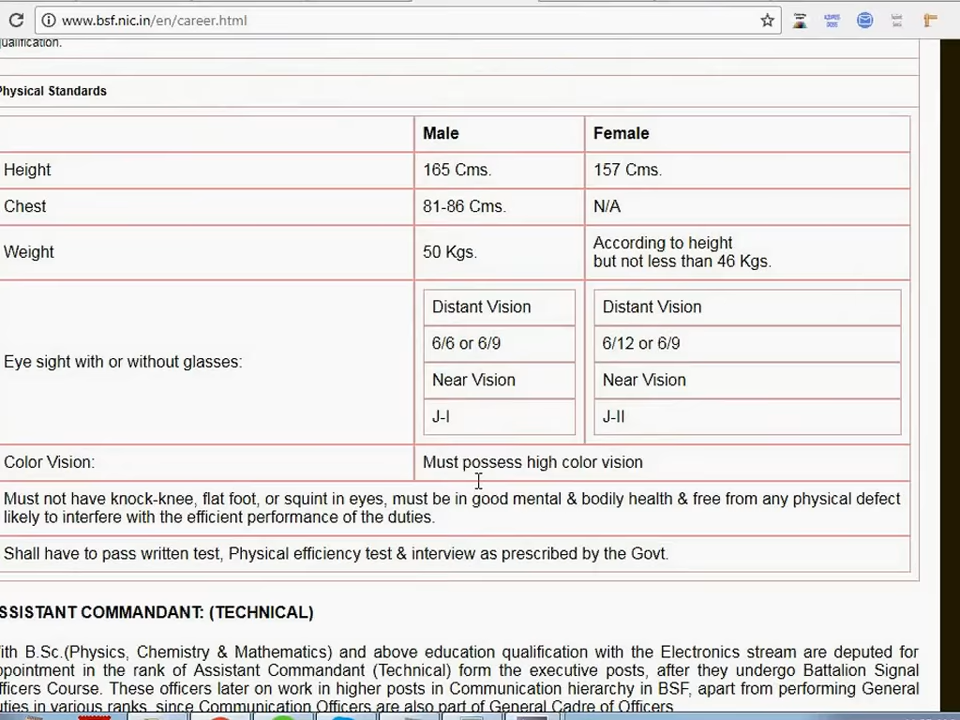 www.bsf.nic.in/en/career.html
qualification.
Physical Standards
Male Female
Height 165 Cms. 157 Cms.
Chest 81-86 Cms. N/A
Weight 50 Kgs. According to height
but not less than 46 Kgs.
Eye sight with or without glasses:
Distant Vision Distant Vision
6/6 or 6/9 6/12 or 6/9
Near Vision Near Vision
J-I J-II
Color Vision: Must possess high color vision
Must not have knock-knee, flat foot, or squint in eyes, must be in good mental & bodily health & free from any physical defect
likely to interfere with the efficient performance of the duties.
Shall have to pass written test, Physical efficiency test & interview as prescribed by the Govt.
SSISTANT COMMANDANT: (TECHNICAL)
ith B.Sc.(Physics, Chemistry & Mathematics) and above education qualification with the Electronics stream are deputed for
ppointment in the rank of Assistant Commandant (Technical) form the executive posts, after they undergo Battalion Signal
fficers Course. These officers later on work in higher posts in Communication hierarchy in BSF, apart from performing General
uties in various ranks, since Communication Officers are also part of General Cadre of Officers